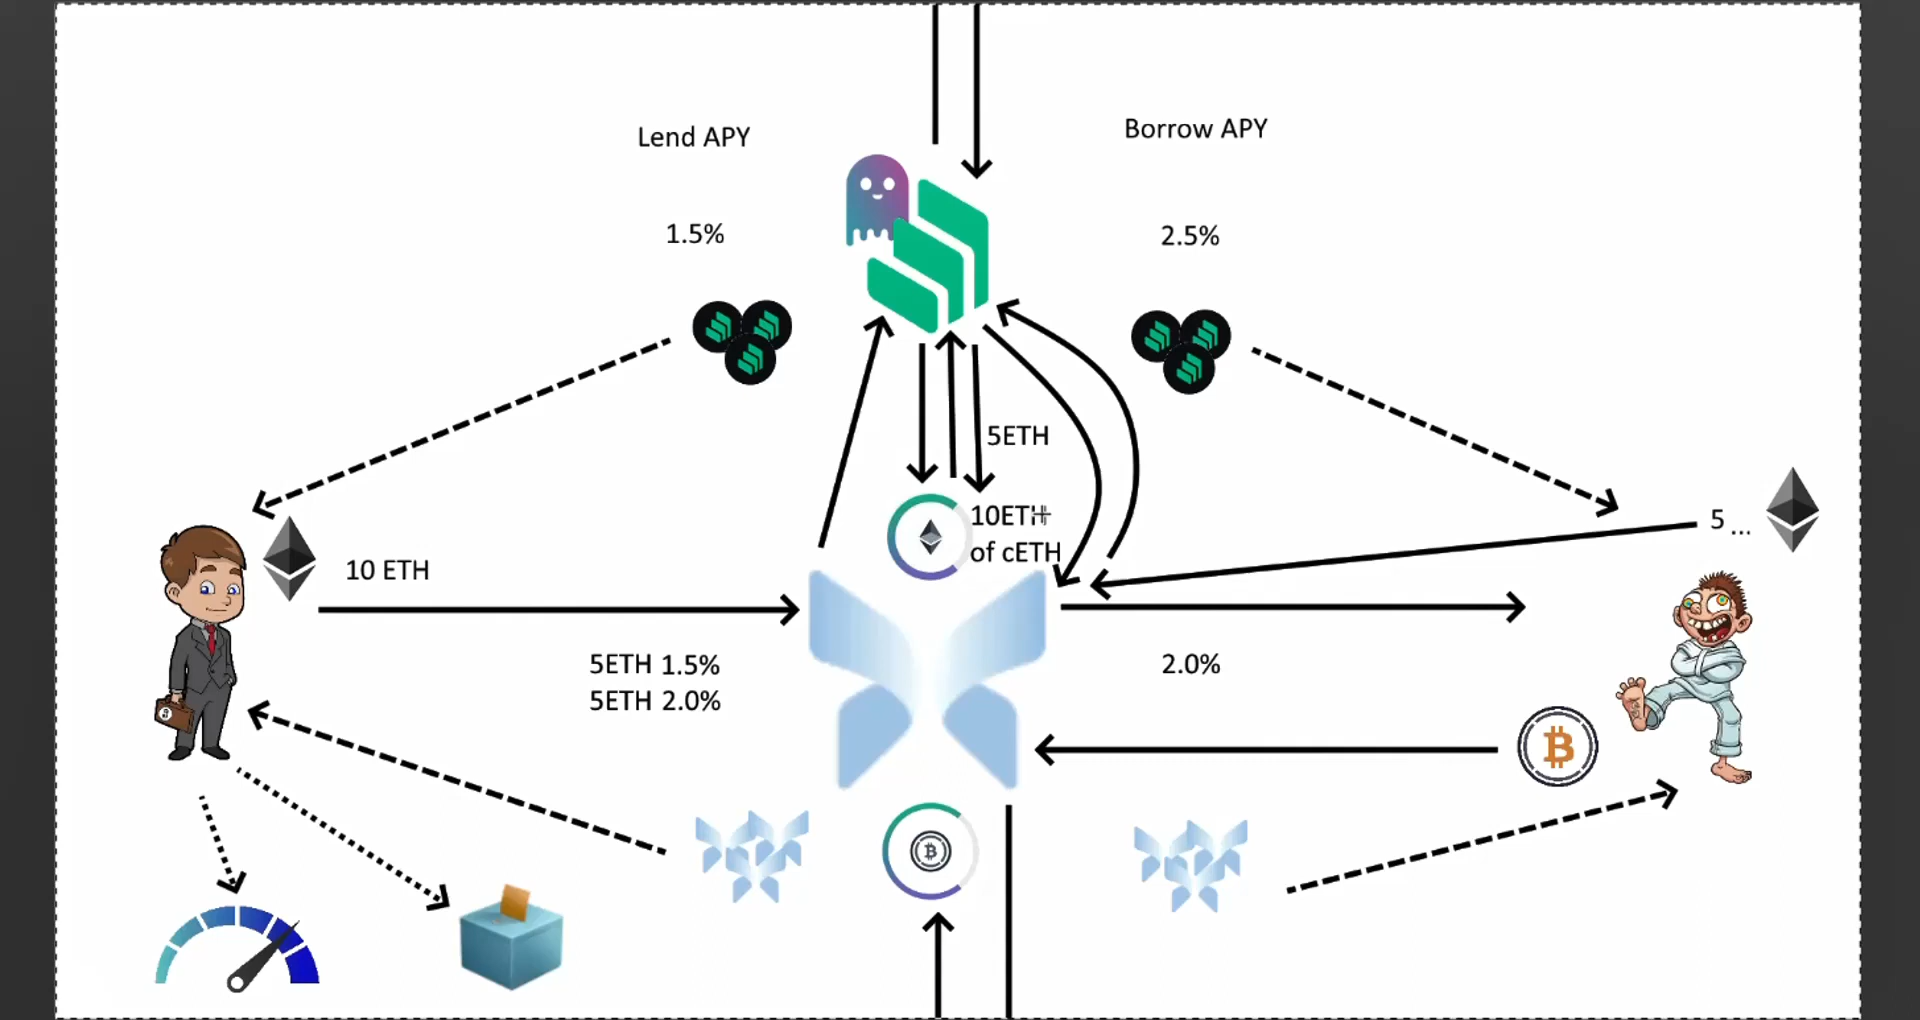 Lend APY
Borrow APY
1.5%
2.5%
5ETH
10ETH
of cETH
5 ...
10 ETH
5ETH 1.5%
5ETH 2.0%
2.0%